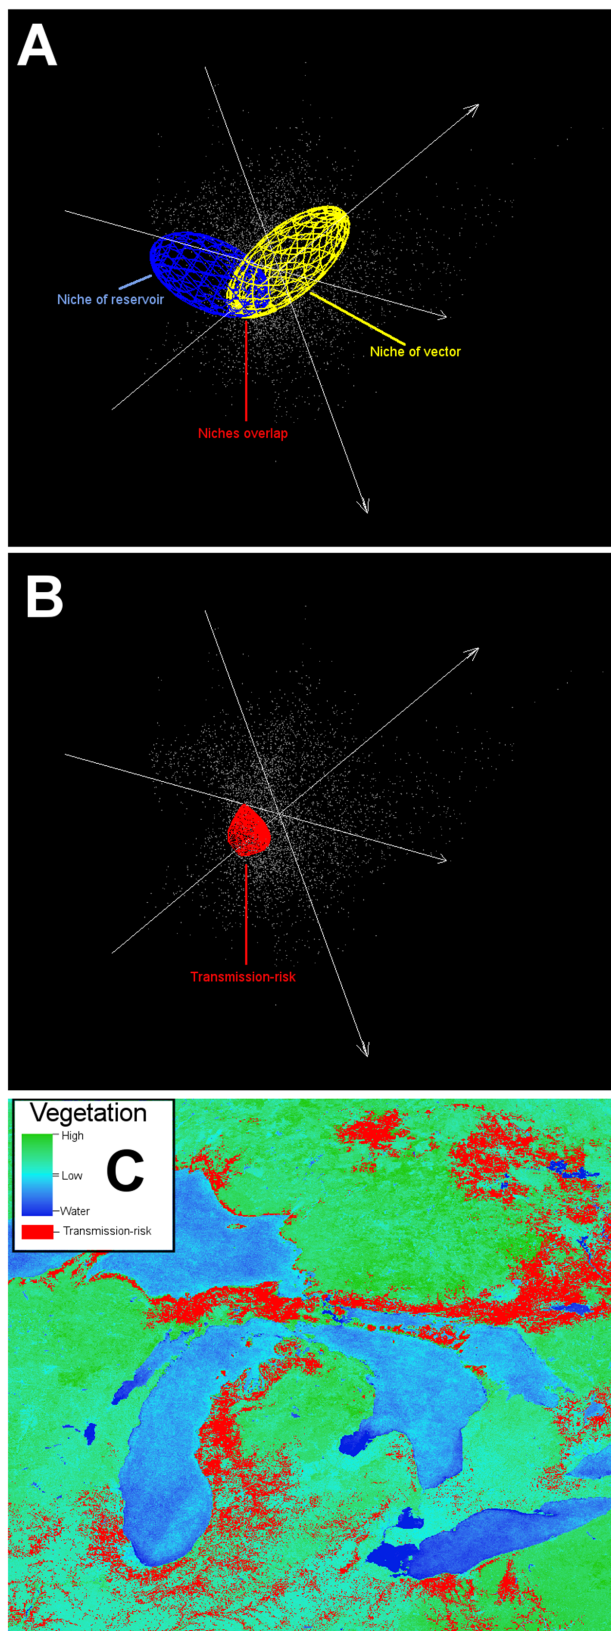 A
Niche of reservoir
Niche of vector
Niches overlap
B
Transmission-risk
Vegetation
High
C
Low
Water
Transmission-risk